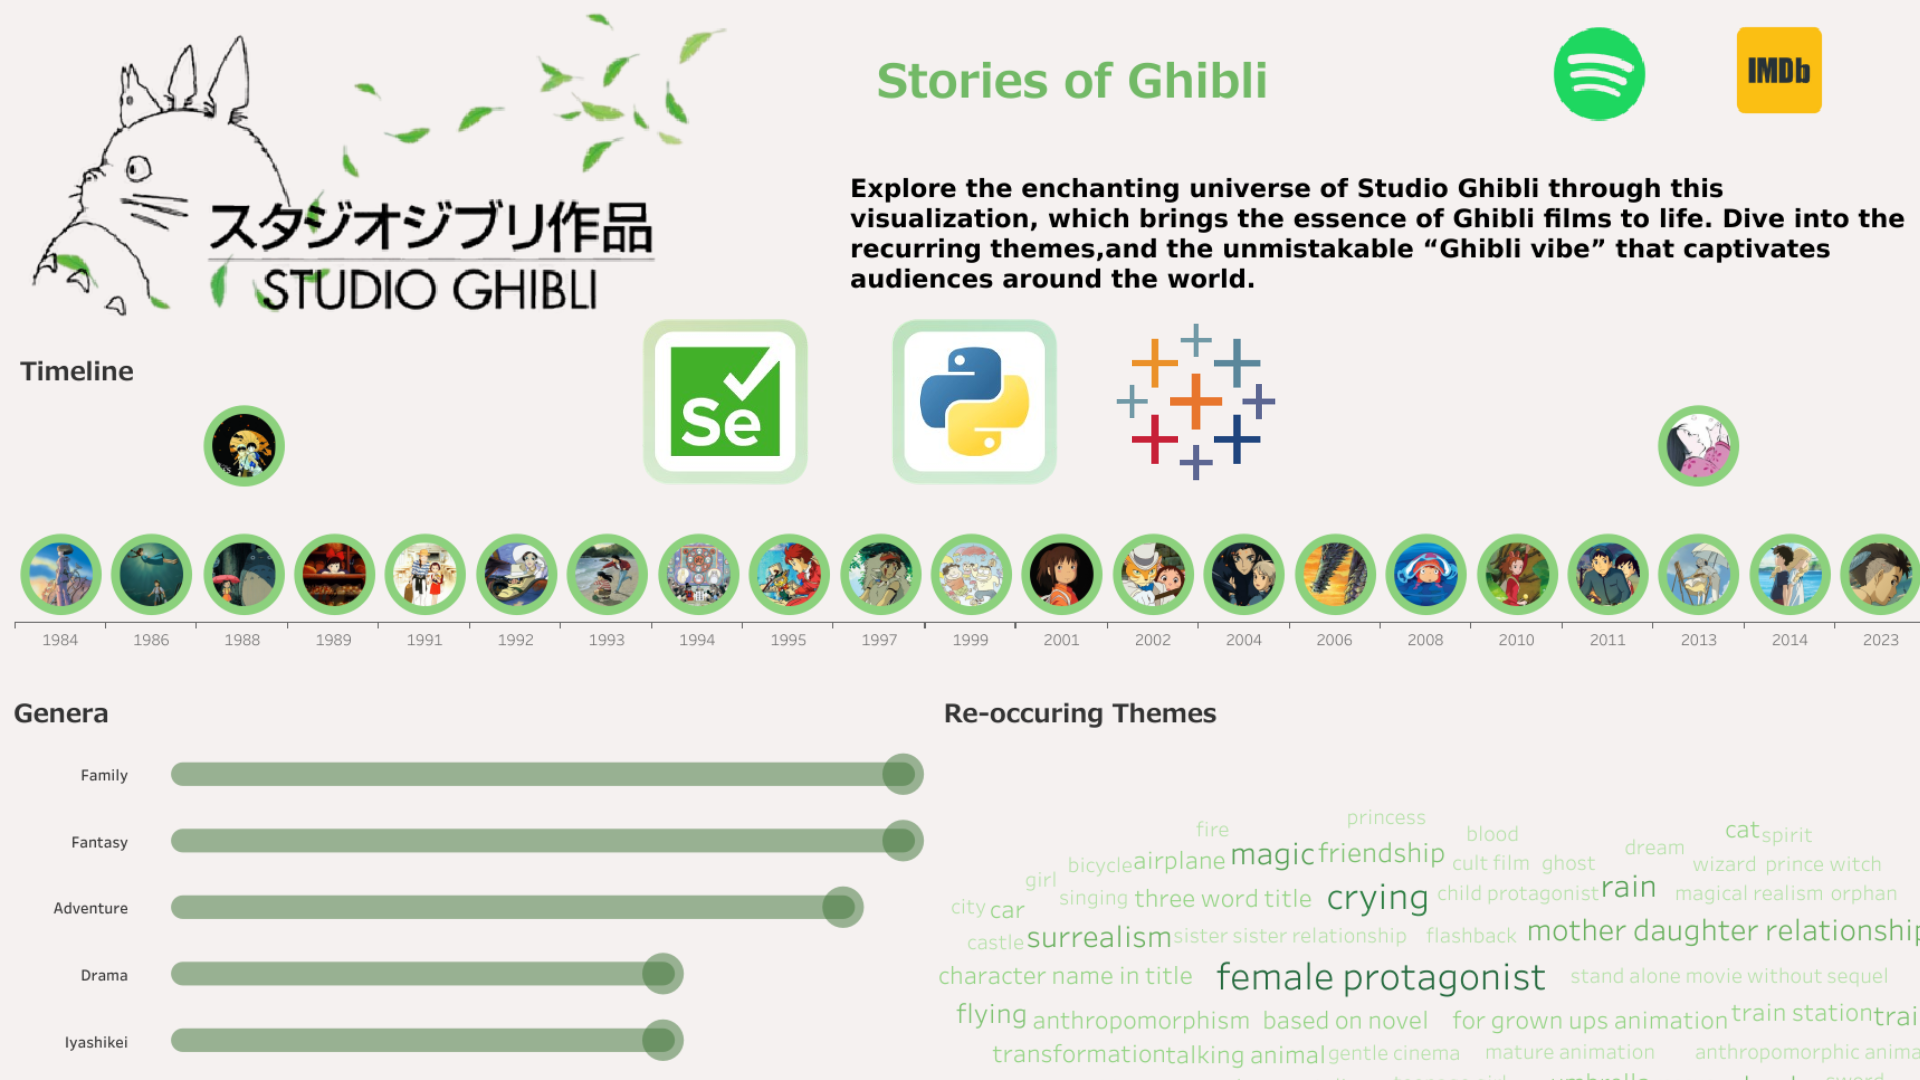 スタジオジブリ作品
STUDIO GHIBLI
Stories of Ghibli
IMDb
Explore the enchanting universe of Studio Ghibli through this
visualization, which brings the essence of Ghibli films to life. Dive into the
recurring themes,and the unmistakable “Ghibli vibe” that captivates
audiences around the world.
Se
Timeline
1984 1986 1988 1989 1991 1992 1993 1994 1995 1997 1999 2001 2002 2004 2006 2008 2010 2011 2013 2014 2023
Genera
Family
Fantasy
Adventure
Drama
Iyashikei
Re-occuring Themes
fire princess blood cat spirit
bicycle airplane magic friendship cult film ghost dream wizard prince witch
girl singing three word title crying child protagonist rain magical realism orphan
city car
castle surrealism sister sister relationship flashback mother daughter relationship
character name in title female protagonist stand alone movie without sequel
flying anthropomorphism based on novel for grown ups animation train station trai
transformation talking animal gentle cinema mature animation anthropomorphic anima